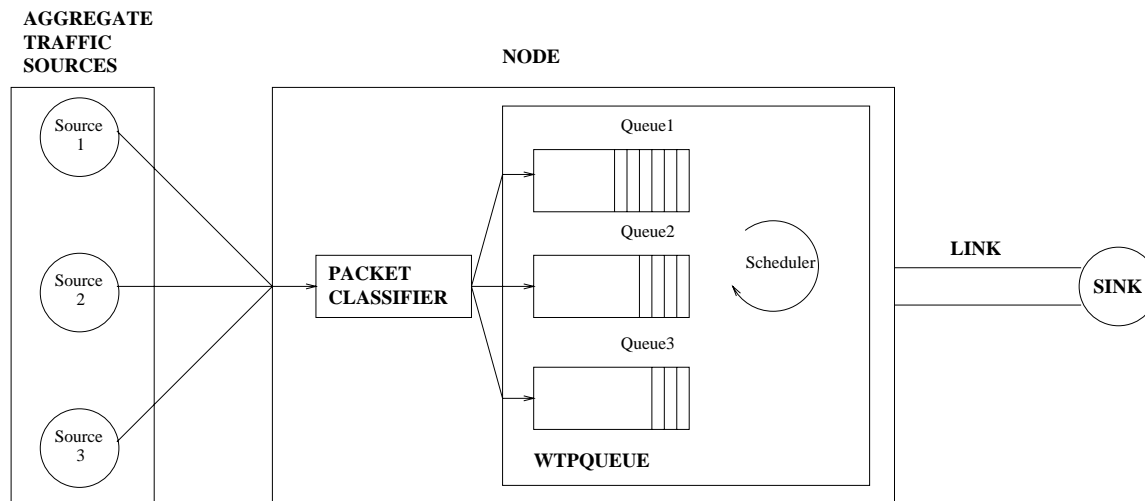 AGGREGATE
TRAFFIC
SOURCES
NODE
Source
1
Source
2
Source
3
PACKET
CLASSIFIER
Queue1
Queue2
Queue3
Scheduler
WTPQUEUE
LINK
SINK